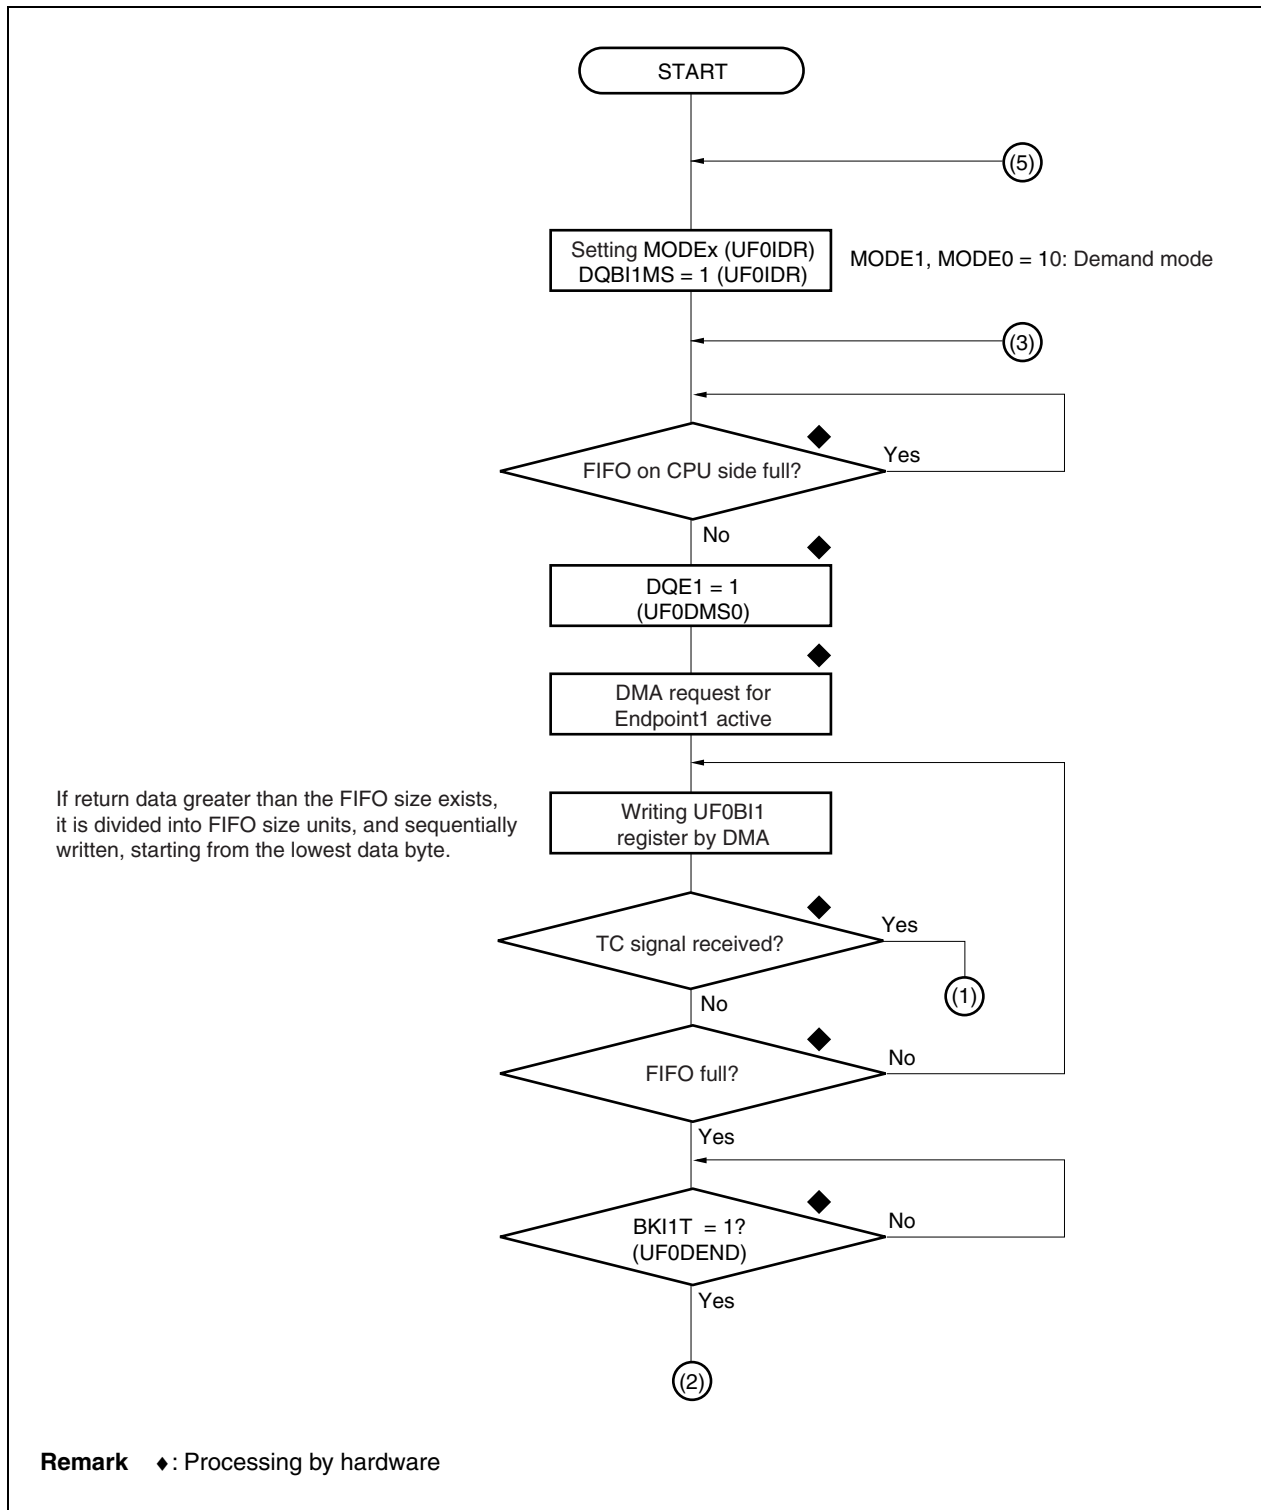 START
(5)
Setting MODEx (UF0IDR)
DQBI1MS = 1 (UF0IDR)
MODE1, MODE0 = 10: Demand mode
(3)
FIFO on CPU side full?
Yes
No
DQE1 = 1
(UF0DMS0)
DMA request for
Endpoint1 active
If return data greater than the FIFO size exists,
it is divided into FIFO size units, and sequentially
written, starting from the lowest data byte.
Writing UF0BI1
register by DMA
TC signal received?
Yes
(1)
No
FIFO full?
No
Yes
BKI1T = 1?
(UF0DEND)
No
Yes
(2)
Remark ♦: Processing by hardware